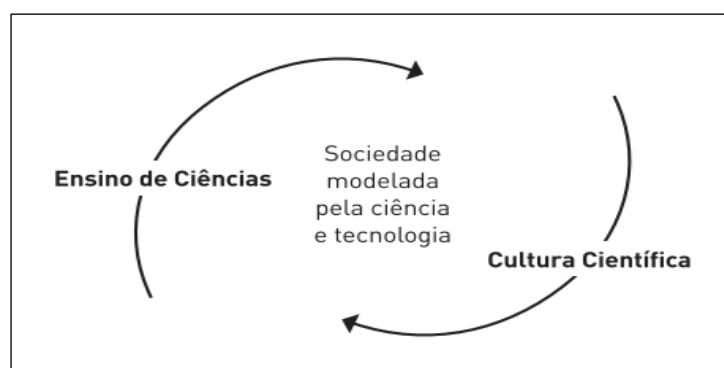 Ensino de Ciências
Sociedade
modelada
pela ciência
e tecnologia
Cultura Científica